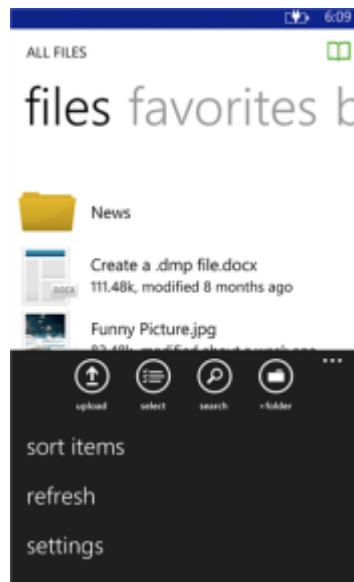 6:09
ALL FILES
files favorites b
News
Create a .dmp file.docx
111.48k, modified 8 months ago
DOCX
Funny Picture.jpg
upload select search +folder
...
sort items
refresh
settings